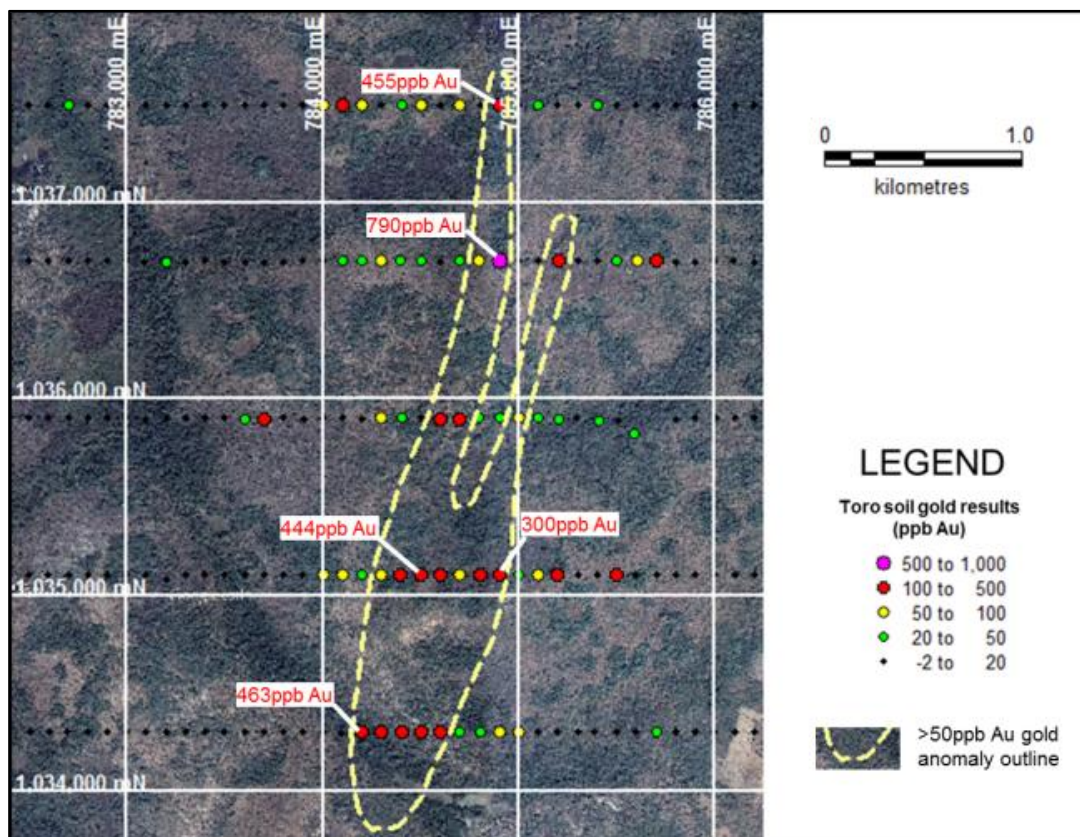 783,000 mE
784,000 mE
785,000 mE
786,000 mE
455ppb Au
1,037,000 mN
790ppb Au
1,036,000 mN
444ppb Au
300ppb Au
1,035,000 mN
463ppb Au
1,034,000 mN
0 1.0
kilometres
LEGEND
Toro soil gold results
(ppb Au)
500 to 1,000
100 to 500
50 to 100
20 to 50
-2 to 20
>50ppb Au gold
anomaly outline